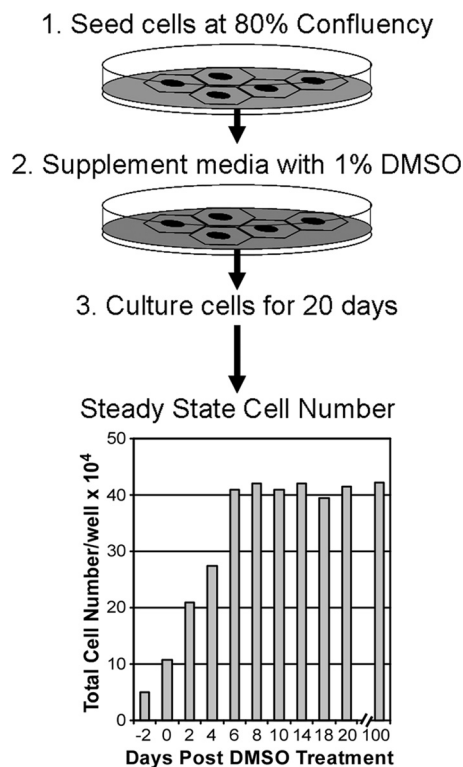 1. Seed cells at 80% Confluency
2. Supplement media with 1% DMSO
3. Culture cells for 20 days
Steady State Cell Number
Total Cell Number/well x 10⁴
50
40
30
20
10
0
-2 0 2 4 6 8 10 14 18 20 100
Days Post DMSO Treatment